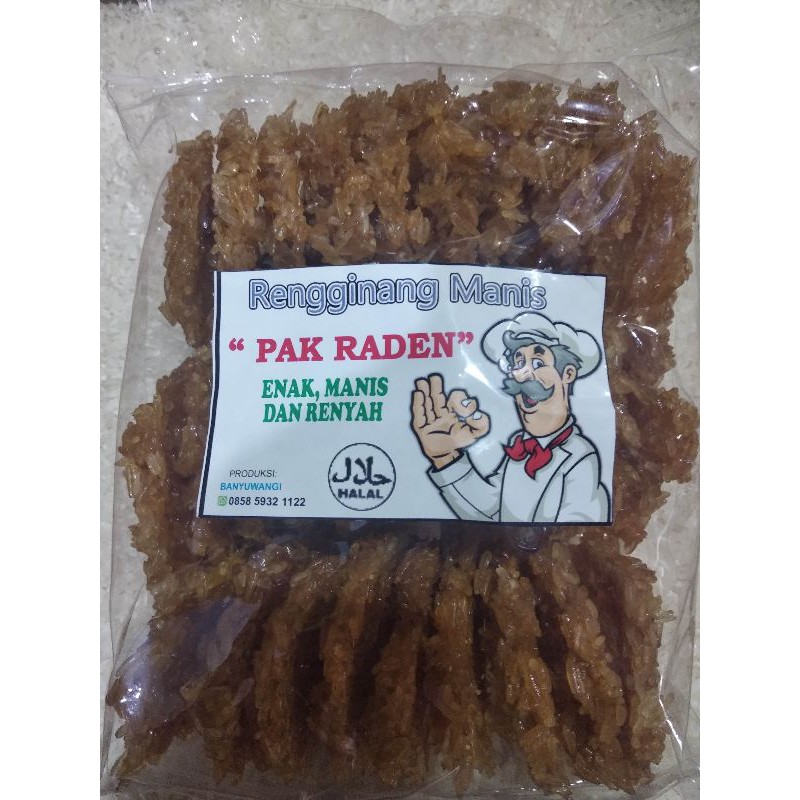 Rengginang Manis
“ PAK RADEN”
ENAK, MANIS
DAN RENYAH
PRODUKSI:
BANYUWANGI
0858 5932 1122
حلال
HALAL